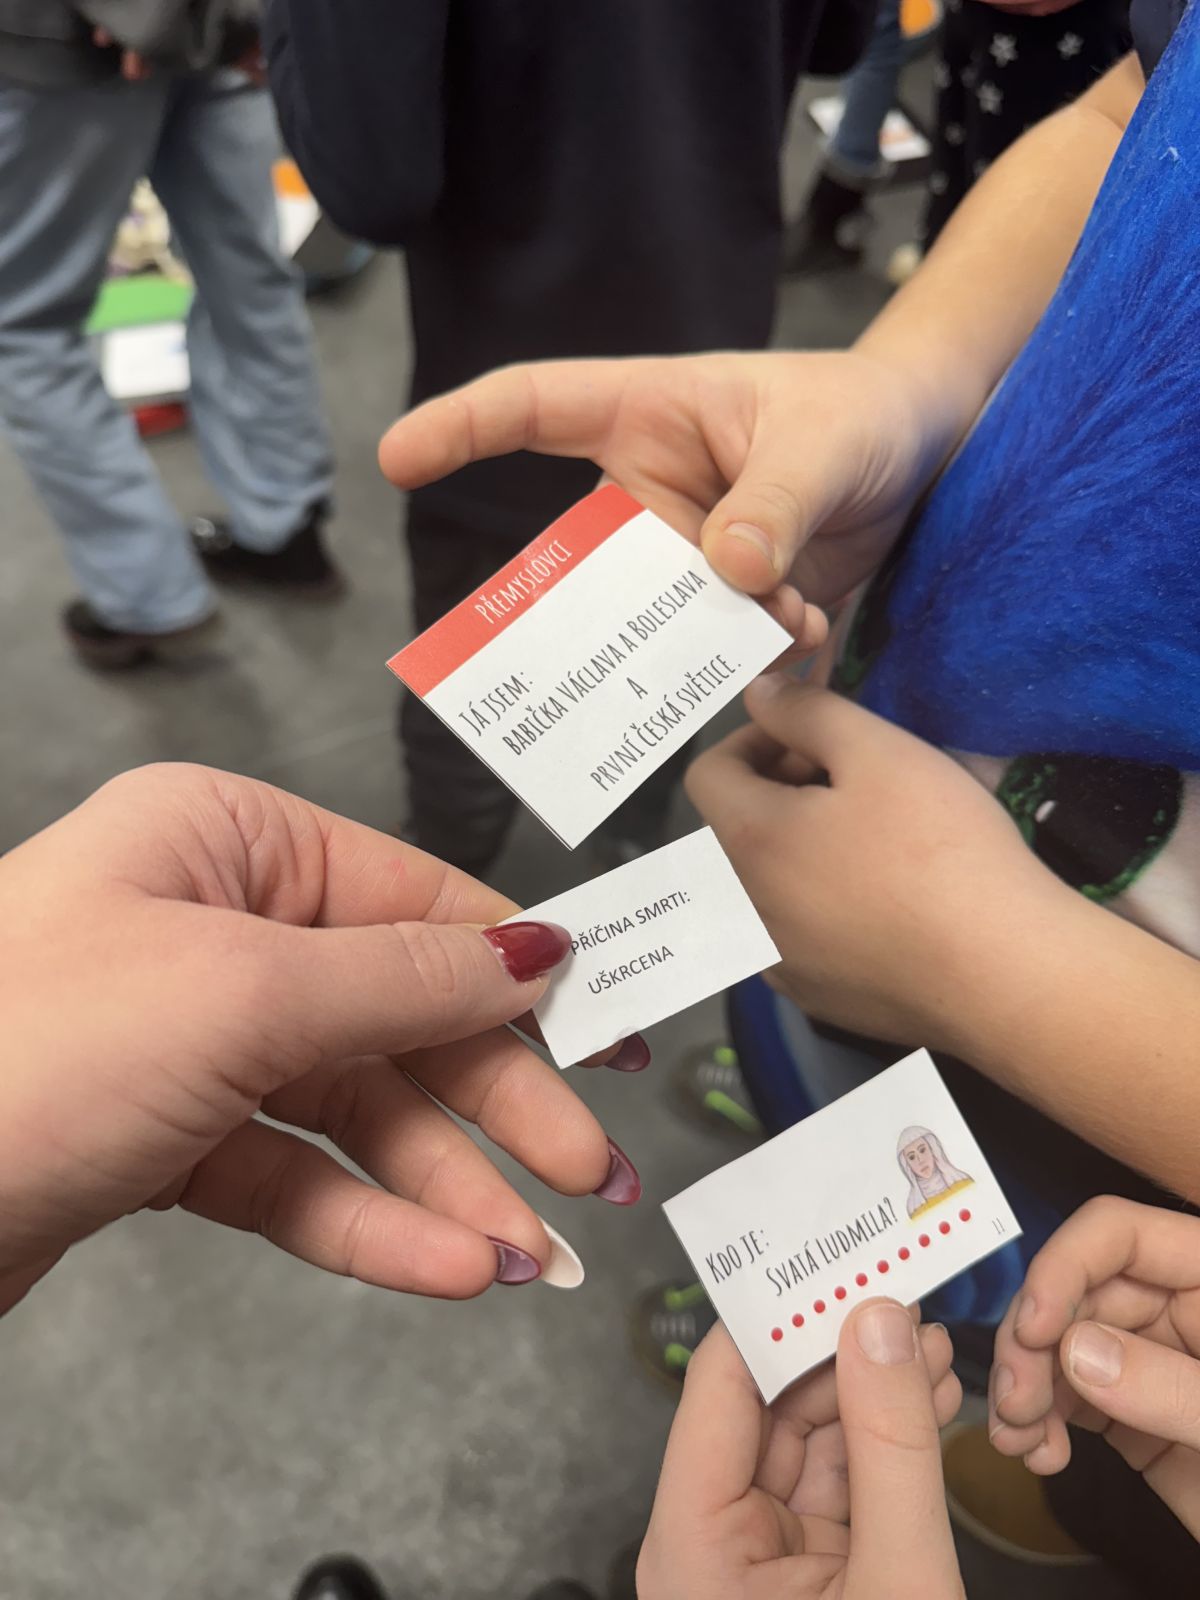 PŘEMYSLOVCI
JÁ JSEM:
BABIČKA VÁCLAVA A BOLESLAVA
A
PRVNÍ ČESKÁ SVĚTICE.
PŘÍČINA SMRTI:
UŠKRCENA
KDO JE:
SVATÁ LUDMILA?
11